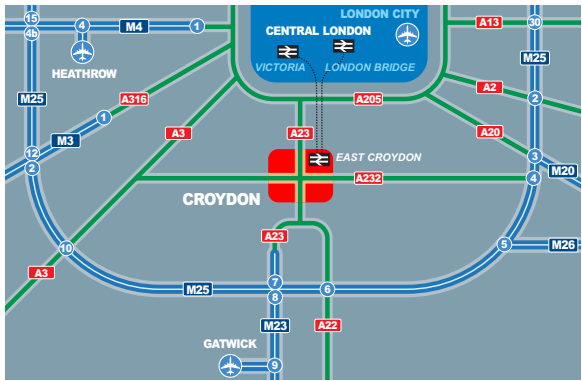 15
4b
4
M4
1
HEATHROW
LONDON CITY
CENTRAL LONDON
VICTORIA
LONDON BRIDGE
A13
30
M25
M25
A316
1
M3
A3
A205
A2
2
A23
A20
12
2
EAST CROYDON
3
M20
A232
4
CROYDON
A23
10
A3
5
M26
M25
7
8
6
M23
A22
GATWICK
9